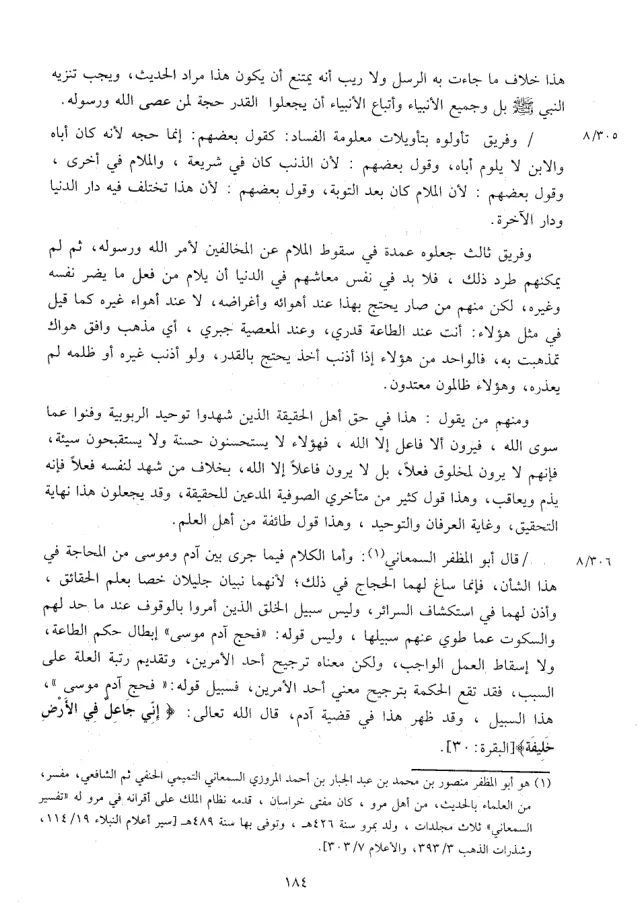 هذا خلاف ما جاءت به الرسل ولا ريب أنه يمتنع أن يكون هذا مراد الحديث، ويجب تنزيه
النبي ﷺ بل وجميع الأنبياء وأتباع الأنبياء أن يجعلوا القدر حجة لمن عصى الله ورسوله.
٨/٣٠٥ / وفريق تأولوه بتأويلات معلومة الفساد: كقول بعضهم: إنما حجه لأنه كان أباه
والابن لا يلوم أباه، وقول بعضهم : لأن الذنب كان في شريعة ، والملام في أخرى ،
وقول بعضهم : لأن الملام كان بعد التوبة، وقول بعضهم : لأن هذا تختلف فيه دار الدنيا
ودار الآخرة.
وفريق ثالث جعلوه عمدة في سقوط الملام عن المخالفين لأمر الله ورسوله، ثم لم
يمكنهم طرد ذلك ، فلا بد في نفس معاشهم في الدنيا أن يلام من فعل ما يضر نفسه
وغيره، لكن منهم من صار يحتج بهذا عند أهوائه وأغراضه، لا عند أهواء غيره كما قيل
في مثل هؤلاء: أنت عند الطاعة قدري، وعند المعصية جبري ، أي مذهب وافق هواك
تمذهبت به، فالواحد من هؤلاء إذا أذنب أخذ يحتج بالقدر، ولو أذنب غيره أو ظلمه لم
يعذره، وهؤلاء ظالمون معتدون.
ومنهم من يقول : هذا في حق أهل الحقيقة الذين شهدوا توحيد الربوبية وفنوا عما
سوى الله ، فيرون ألا فاعل إلا الله ، فهؤلاء لا يستحسنون حسنة ولا يستقبحون سيئة،
فإنهم لا يرون لمخلوق فعلاً، بل لا يرون فاعلاً إلا الله، بخلاف من شهد لنفسه فعلاً فإنه
يذم ويعاقب، وهذا قول كثير من متأخري الصوفية المدعين للحقيقة، وقد يجعلون هذا نهاية
التحقيق، وغاية العرفان والتوحيد ، وهذا قول طائفة من أهل العلم.
٨/٣٠٦ / قال أبو المظفر السمعاني(١): وأما الكلام فيما جرى بين آدم وموسى من المحاجة في
هذا الشأن، فإنما ساغ لهما الحجاج في ذلك؛ لأنهما نبيان جليلان خصا بعلم الحقائق ،
وأذن لهما في استكشاف السرائر، وليس سبيل الخلق الذين أمروا بالوقوف عند ما حد لهم
والسكوت عما طوي عنهم سبيلها ، وليس قوله: «فحج آدم موسى» إبطال حكم الطاعة،
ولا إسقاط العمل الواجب، ولكن معناه ترجيح أحد الأمرين، وتقديم رتبة العلة على
السبب، فقد تقع الحكمة بترجيح معني أحد الأمرين، فسبيل قوله:« فحج آدم موسى »،
هذا السبيل ، وقد ظهر هذا في قضية آدم، قال الله تعالى: ﴿ إِنِّي جَاعِلٌ فِي الأَرْضِ
خَلِيفَةً﴾[البقرة: ٣٠].
(١) هو أبو المظفر منصور بن محمد بن عبد الجبار بن أحمد المروزي السمعاني التميمي الحنفي ثم الشافعي، مفسر،
من العلماء بالحديث، من أهل مرو ، كان مفتى خراسان ، قدمه نظام الملك على أقرانه في مرو له «تفسير
السمعاني» ثلاث مجلدات ، ولد بمرو سنة ٤٢٦هـ ، وتوفى بها سنة ٤٨٩هـ [سير أعلام النبلاء ١١٤/١٩،
وشذرات الذهب ٣٩٣/٣، والأعلام ٣٠٣/٧].
١٨٤